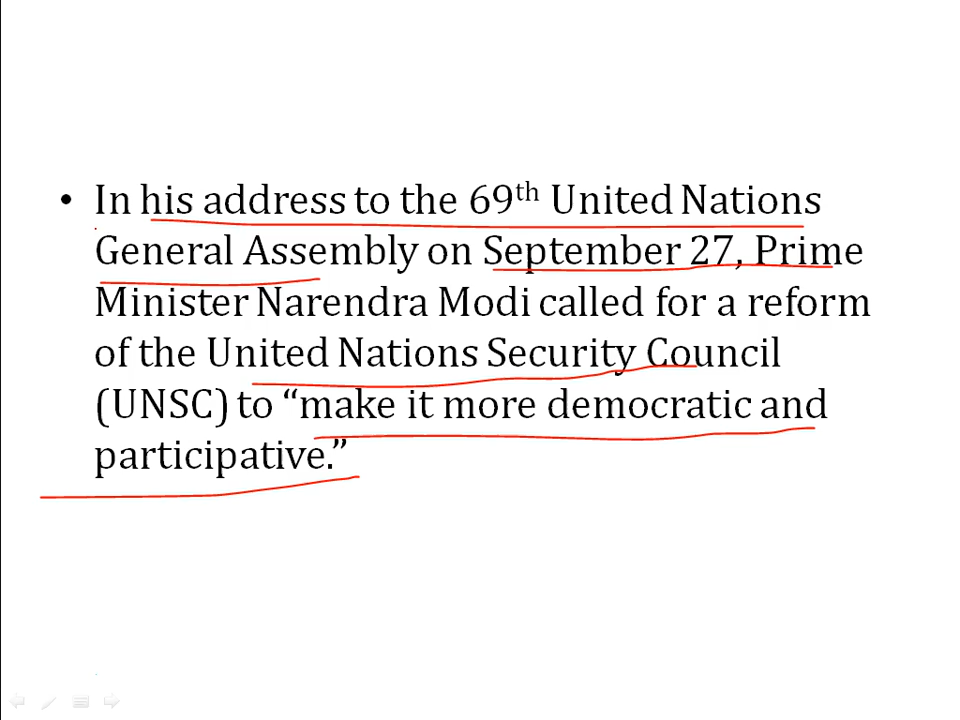 • In his address to the 69th United Nations
General Assembly on September 27, Prime
Minister Narendra Modi called for a reform
of the United Nations Security Council
(UNSC) to “make it more democratic and
participative.”